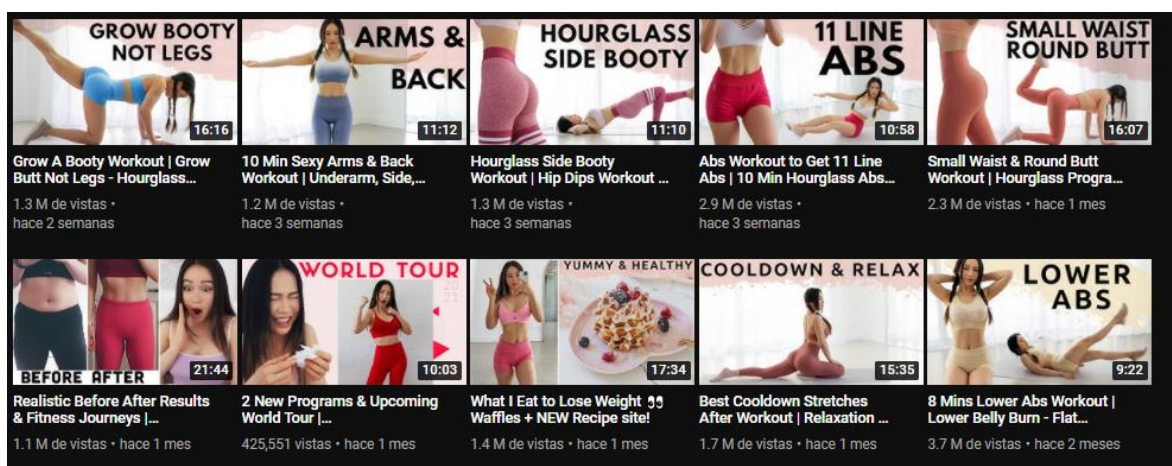 GROW BOOTY
NOT LEGS
16:16
Grow A Booty Workout | Grow
Butt Not Legs - Hourglass...
1.3 M de vistas •
hace 2 semanas
ARMS &
BACK
11:12
10 Min Sexy Arms & Back
Workout | Underarm, Side,...
1.2 M de vistas •
hace 3 semanas
HOURGLASS
SIDE BOOTY
11:10
Hourglass Side Booty
Workout | Hip Dips Workout ...
1.3 M de vistas •
hace 3 semanas
11 LINE
ABS
10:58
Abs Workout to Get 11 Line
Abs | 10 Min Hourglass Abs...
2.9 M de vistas •
hace 3 semanas
SMALL WAIST
ROUND BUTT
16:07
Small Waist & Round Butt
Workout | Hourglass Progra...
2.3 M de vistas • hace 1 mes
BEFORE AFTER
21:44
Realistic Before After Results
& Fitness Journeys |...
1.1 M de vistas • hace 1 mes
WORLD TOUR
2021
10:03
2 New Programs & Upcoming
World Tour |...
425,551 vistas • hace 1 mes
YUMMY & HEALTHY
17:34
What I Eat to Lose Weight 👀
Waffles + NEW Recipe site!
1.4 M de vistas • hace 1 mes
COOLDOWN & RELAX
15:35
Best Cooldown Stretches
After Workout | Relaxation ...
1.7 M de vistas • hace 1 mes
LOWER
ABS
9:22
8 Mins Lower Abs Workout |
Lower Belly Burn - Flat...
3.7 M de vistas • hace 2 meses